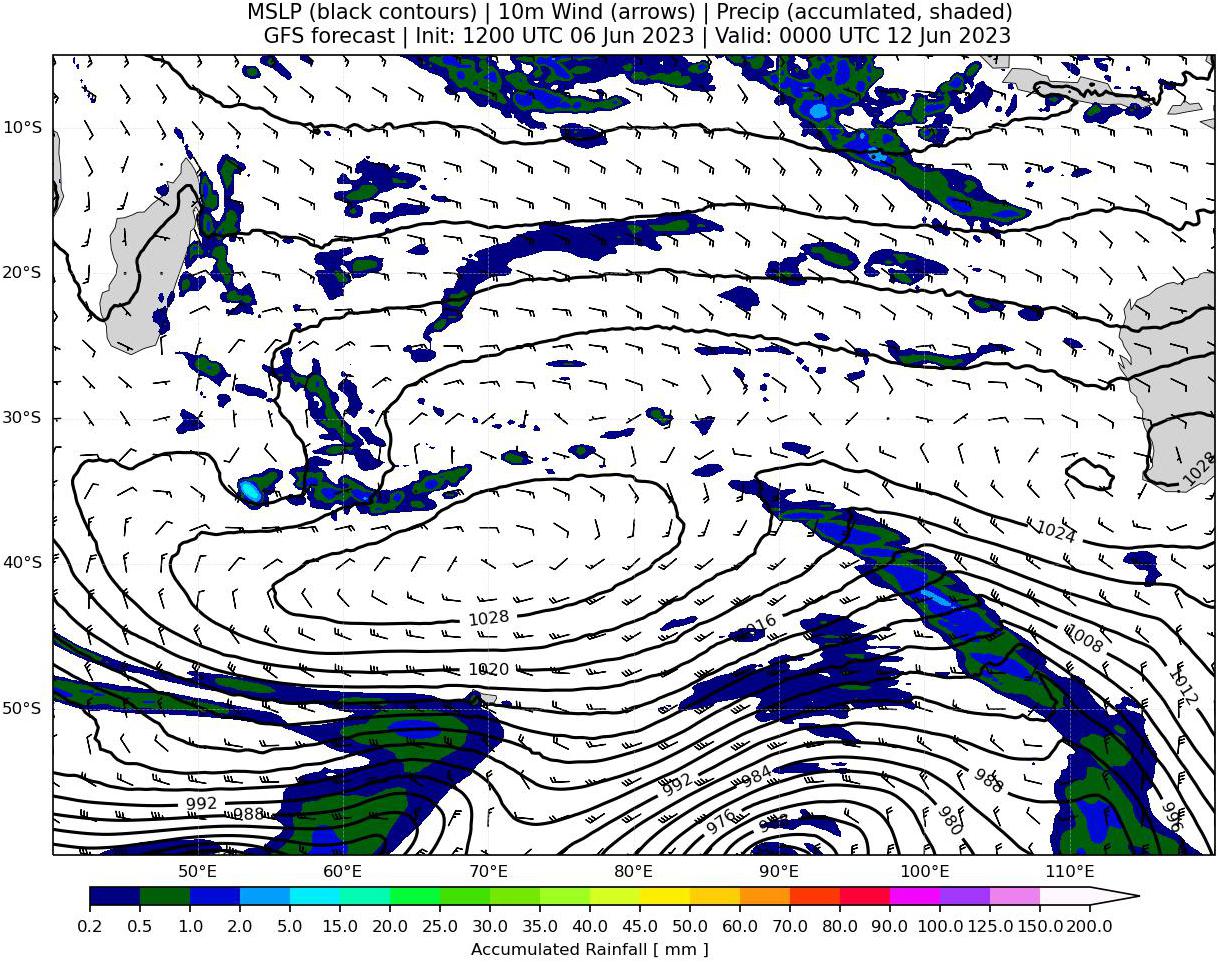 MSLP (black contours) | 10m Wind (arrows) | Precip (accumlated, shaded)
GFS forecast | Init: 1200 UTC 06 Jun 2023 | Valid: 0000 UTC 12 Jun 2023
10°S
20°S
30°S
1028
1024
40°S
1028
1016
1008
1020
1012
50°S
992
984
988
992
988
976
980
996
50°E 60°E 70°E 80°E 90°E 100°E 110°E
0.2 0.5 1.0 2.0 5.0 15.0 20.0 25.0 30.0 35.0 40.0 45.0 50.0 60.0 70.0 80.0 90.0 100.0 125.0 150.0 200.0
Accumulated Rainfall [ mm ]